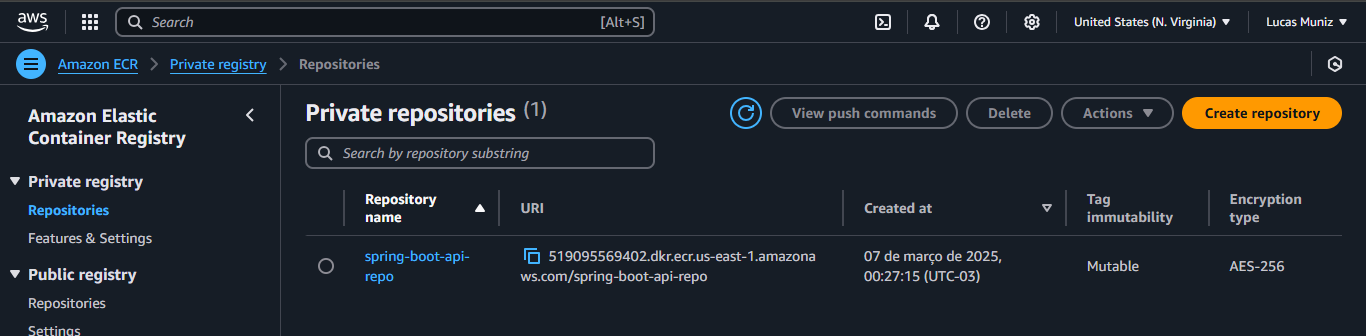 aws
Search [Alt+S]
United States (N. Virginia)
Lucas Muniz
Amazon ECR
Private registry
Repositories
Amazon Elastic
Container Registry
Private registry
Repositories
Features & Settings
Public registry
Repositories
Settings
Private repositories (1)
View push commands
Delete
Actions
Create repository
Search by repository substring
Repository
name
URI
Created at
Tag
immutability
Encryption
type
spring-boot-api-
repo
519095569402.dkr.ecr.us-east-1.amazona
ws.com/spring-boot-api-repo
07 de março de 2025,
00:27:15 (UTC-03)
Mutable
AES-256